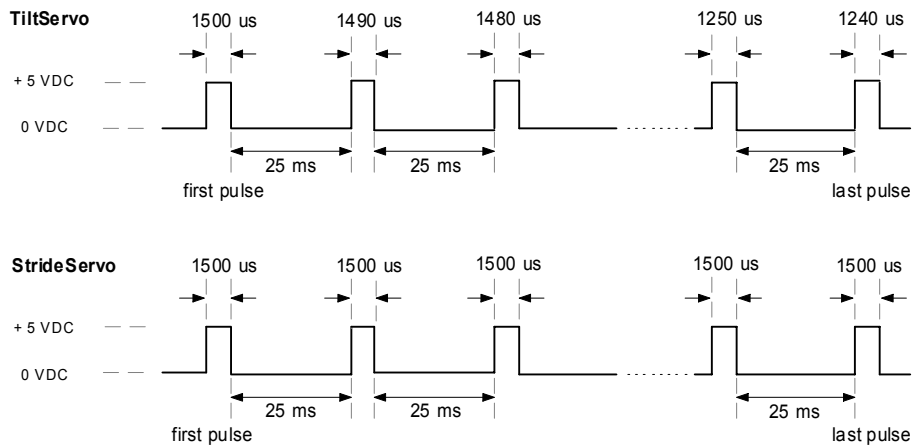 TiltServo 1500 us 1490 us 1480 us 1250 us 1240 us
+ 5 VDC
0 VDC
25 ms 25 ms 25 ms
first pulse last pulse
StrideServo 1500 us 1500 us 1500 us 1500 us 1500 us
+ 5 VDC
0 VDC
25 ms 25 ms 25 ms
first pulse last pulse